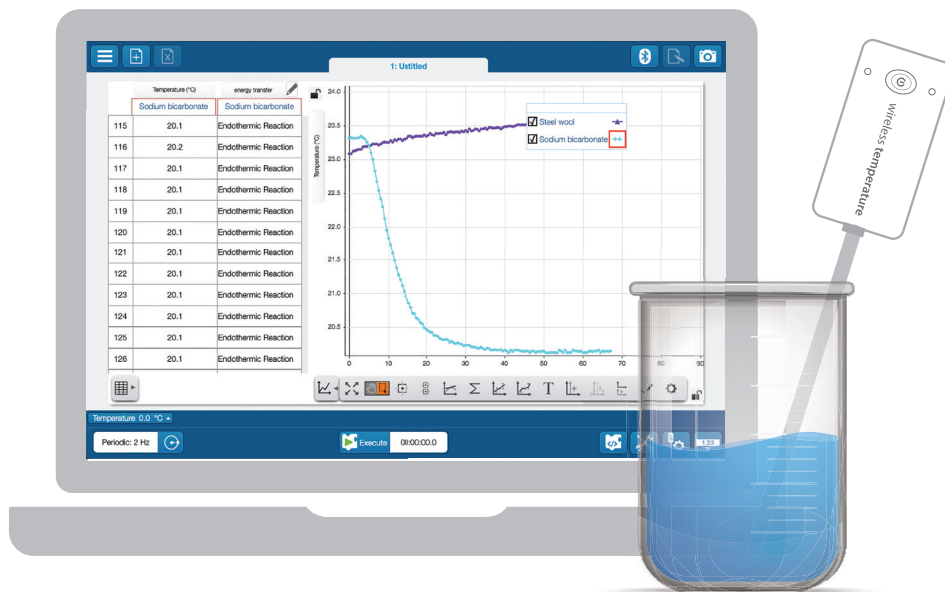 1: Uatitled
Temperature (°C)
energy transfer
Sodium bicarbonate
Sodium bicarbonate
115 20.1 Endothermic Reaction
116 20.2 Endothermic Reaction
117 20.1 Endothermic Reaction
118 20.1 Endothermic Reaction
119 20.1 Endothermic Reaction
120 20.1 Endothermic Reaction
121 20.1 Endothermic Reaction
122 20.1 Endothermic Reaction
123 20.1 Endothermic Reaction
124 20.1 Endothermic Reaction
125 20.1 Endothermic Reaction
126 20.1 Endothermic Reaction
Temperature (°C)
24.0
20.5
23.0
22.5
22.0
21.5
21.0
20.5
Steel wool
Sodium bicarbonate
0 10 20 30 40 50 60 70 80 90
Σ
T
Temperature 0.0 °C
Periodic: 2 Hz
Execute
00:00:00.0
1.23
wireless temperature